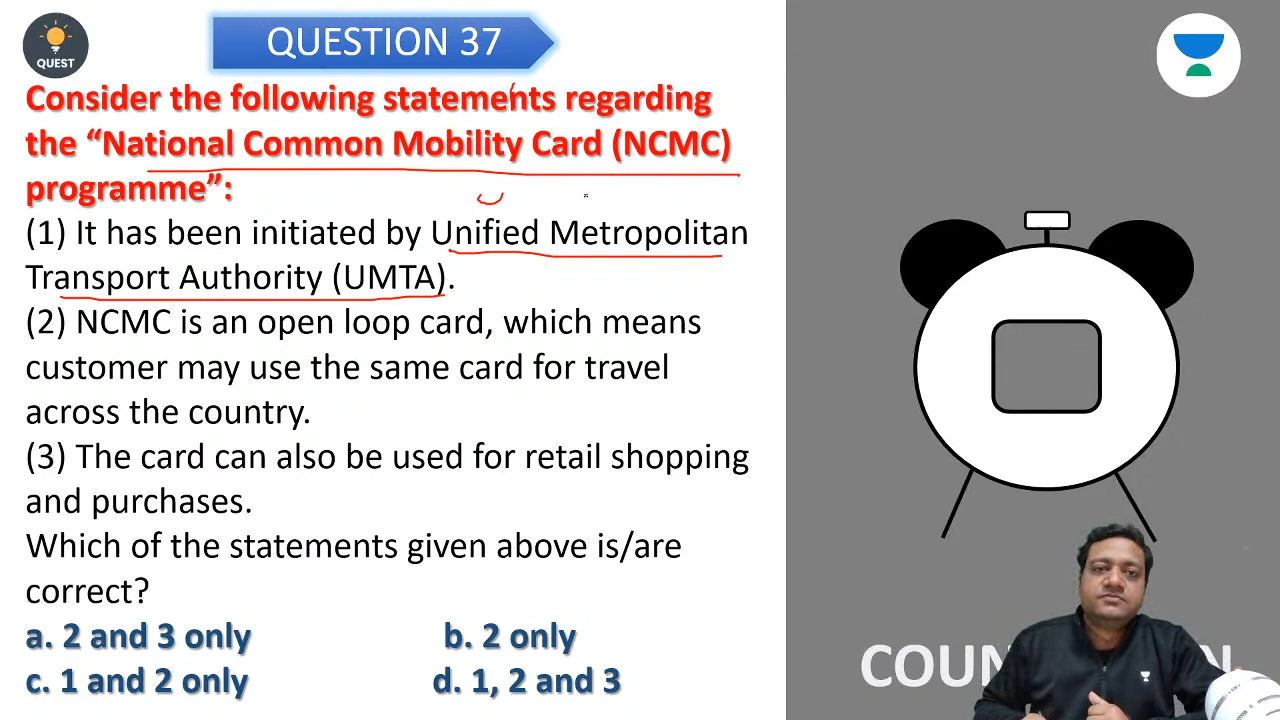 QUEST
QUESTION 37
Consider the following statements regarding
the “National Common Mobility Card (NCMC)
programme”:
(1) It has been initiated by Unified Metropolitan
Transport Authority (UMTA).
(2) NCMC is an open loop card, which means
customer may use the same card for travel
across the country.
(3) The card can also be used for retail shopping
and purchases.
Which of the statements given above is/are
correct?
a. 2 and 3 only b. 2 only
c. 1 and 2 only d. 1, 2 and 3